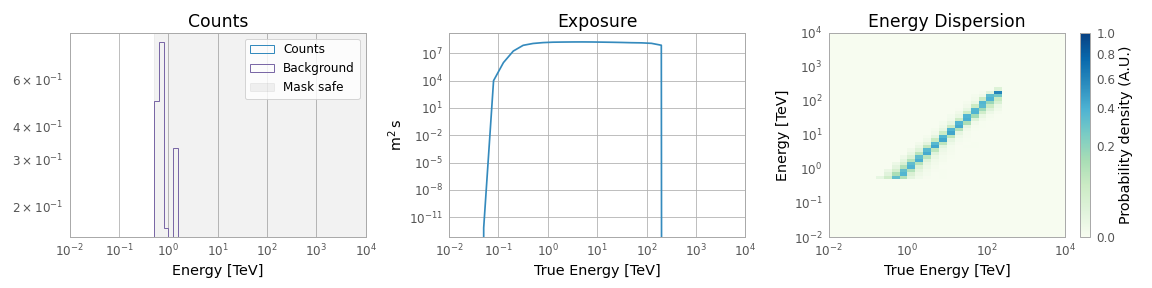 Counts
6 × 10⁻¹
4 × 10⁻¹
3 × 10⁻¹
2 × 10⁻¹
Counts
Background
Mask safe
10⁻² 10⁻¹ 10⁰ 10¹ 10² 10³ 10⁴
Energy [TeV]
Exposure
m² s
10⁷
10⁴
10¹
10⁻²
10⁻⁵
10⁻⁸
10⁻¹¹
10⁻² 10⁻¹ 10⁰ 10¹ 10² 10³ 10⁴
True Energy [TeV]
Energy Dispersion
Energy [TeV]
10⁴
10³
10²
10¹
10⁰
10⁻¹
10⁻²
10⁻² 10⁰ 10² 10⁴
True Energy [TeV]
1.0
0.8
0.6
0.4
0.2
0.0
Probability density (A.U.)